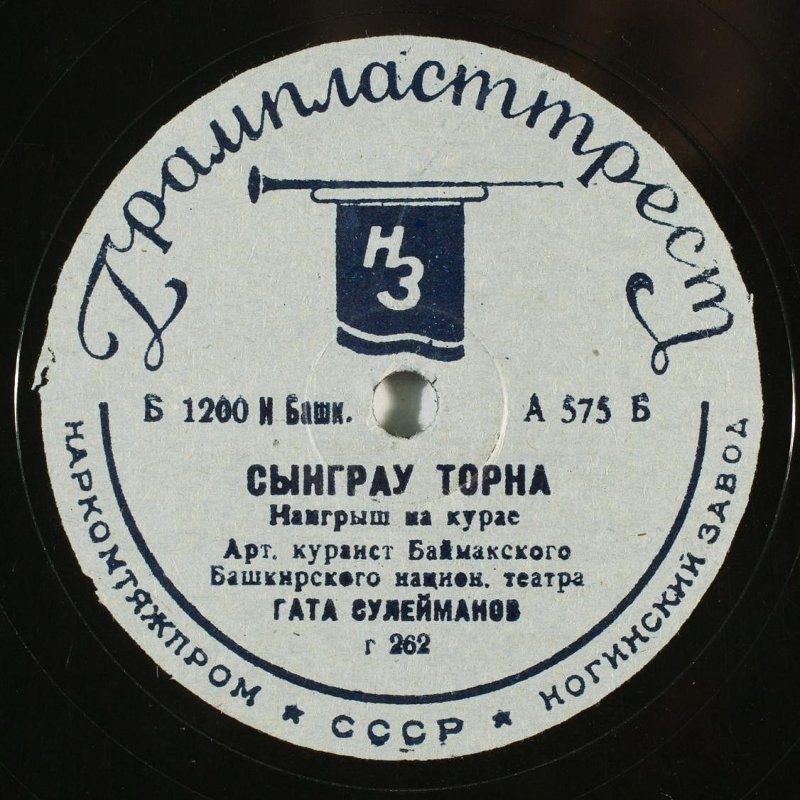 Грампласттрест
НЗ
Б 1200 И Башк. А 575 Б
СЫНГРАУ ТОРНА
Наигрыш на курае
Арт. кураист Баймакского
Башкирского национ. театра
ГАТА СУЛЕЙМАНОВ
г 262
НАРКОМТЯЖПРОМ ★ СССР ★ НОГИНСКИЙ ЗАВОД